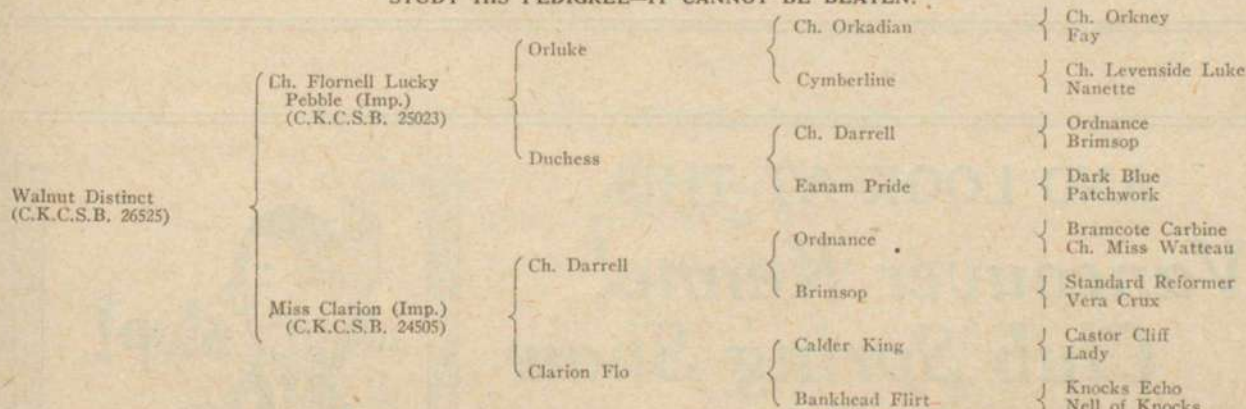 STUDY HIS PEDIGREE—IT CANNOT BE BEATEN.
Walnut Distinct
(C.K.C.S.B. 26525)
Ch. Flornell Lucky
Pebble (Imp.)
(C.K.C.S.B. 25023)
Miss Clarion (Imp.)
(C.K.C.S.B. 24505)
Orluke
Duchess
Ch. Darrell
Clarion Flo
Ch. Orkadian
Cymberline
Ch. Darrell
Eanam Pride
Ordnance
Brimsop
Calder King
Bankhead Flirt
Ch. Orkney
Fay
Ch. Levenside Luke
Nanette
Ordnance
Brimsop
Dark Blue
Patchwork
Bramcote Carbine
Ch. Miss Watteau
Standard Reformer
Vera Crux
Castor Cliff
Lady
Knocks Echo
Nell of Knocks